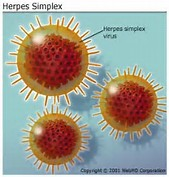 Herpes Simplex
Herpes simplex
virus
Copyright © 2001 WebMD Corporation